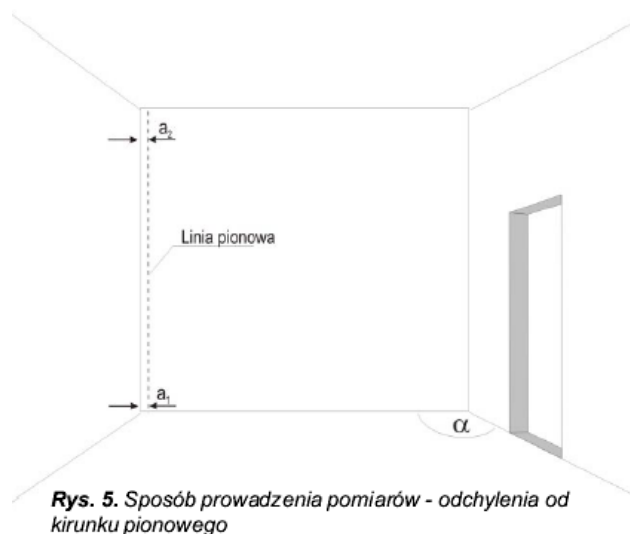 a₂
Linia pionowa
a₁
α
Rys. 5. Sposób prowadzenia pomiarów - odchylenia od
kirunku pionowego